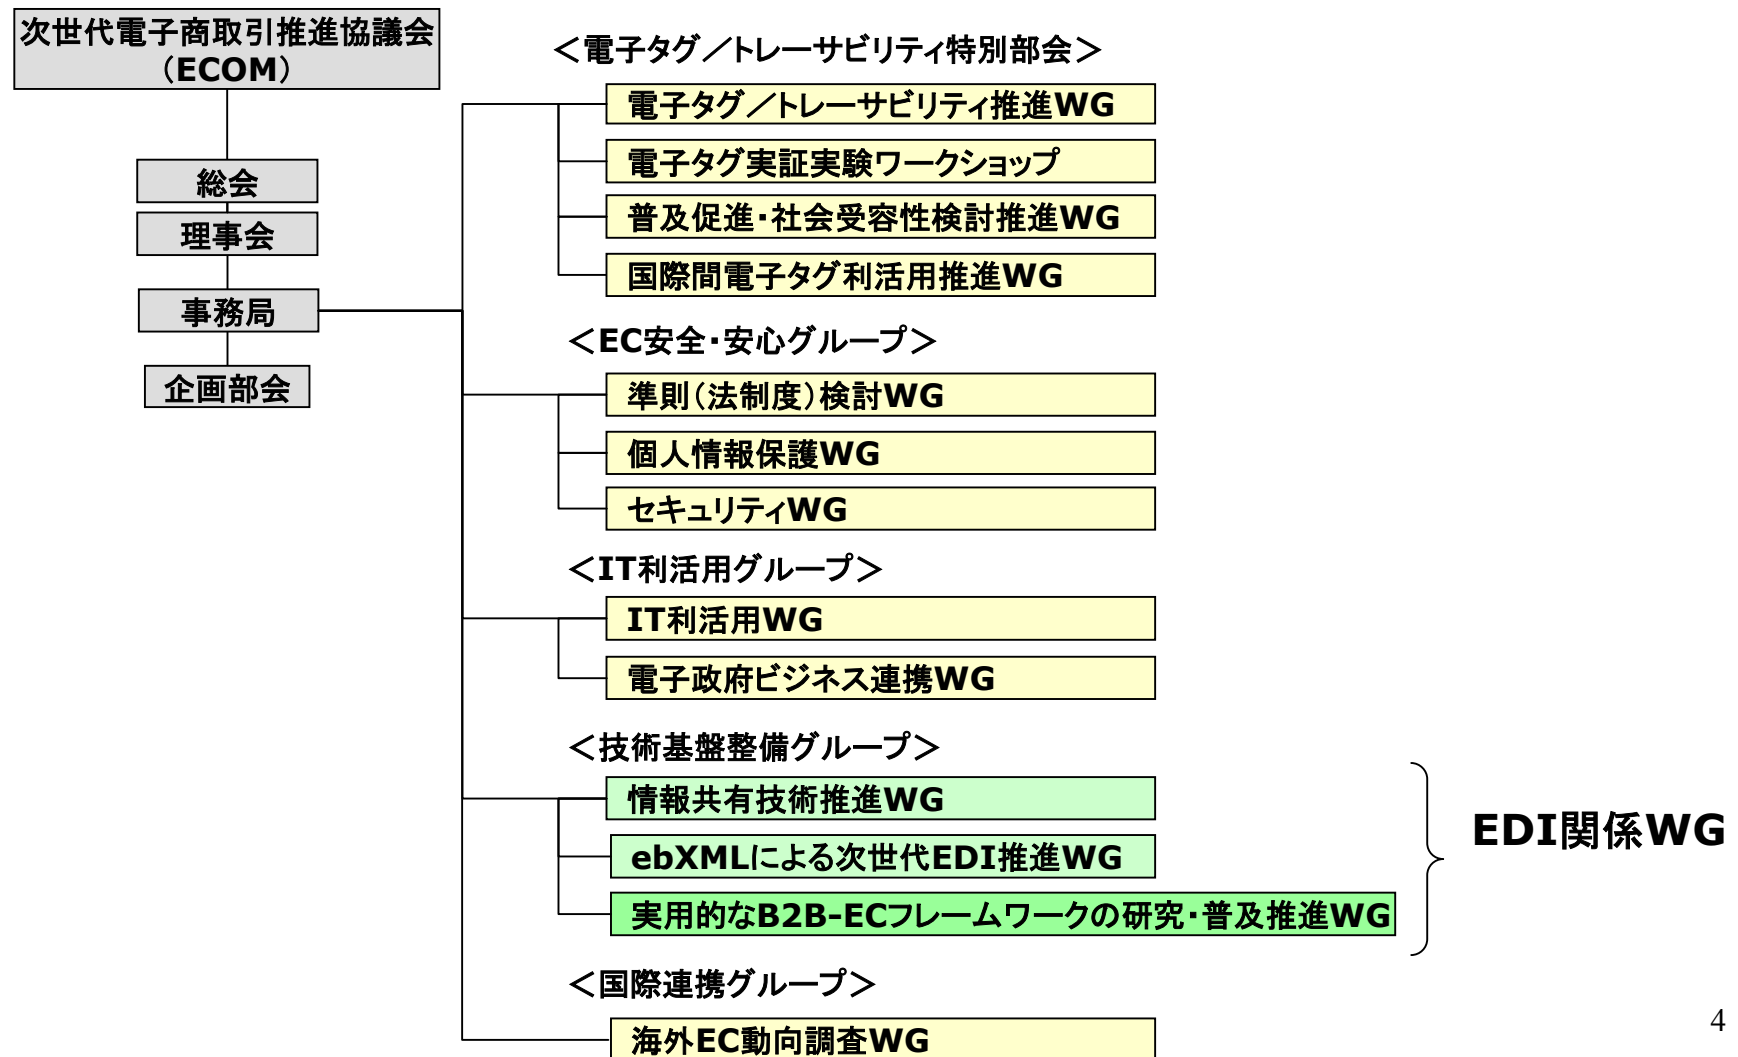 次世代電子商取引推進協議会
（ECOM）
総会
理事会
事務局
企画部会
＜電子タグ／トレーサビリティ特別部会＞
電子タグ／トレーサビリティ推進WG
電子タグ実証実験ワークショップ
普及促進・社会受容性検討推進WG
国際間電子タグ利活用推進WG
＜EC安全・安心グループ＞
準則（法制度）検討WG
個人情報保護WG
セキュリティWG
＜IT利活用グループ＞
IT利活用WG
電子政府ビジネス連携WG
＜技術基盤整備グループ＞
情報共有技術推進WG
ebXMLによる次世代EDI推進WG
実用的なB2B-ECフレームワークの研究・普及推進WG
EDI関係WG
＜国際連携グループ＞
海外EC動向調査WG
4